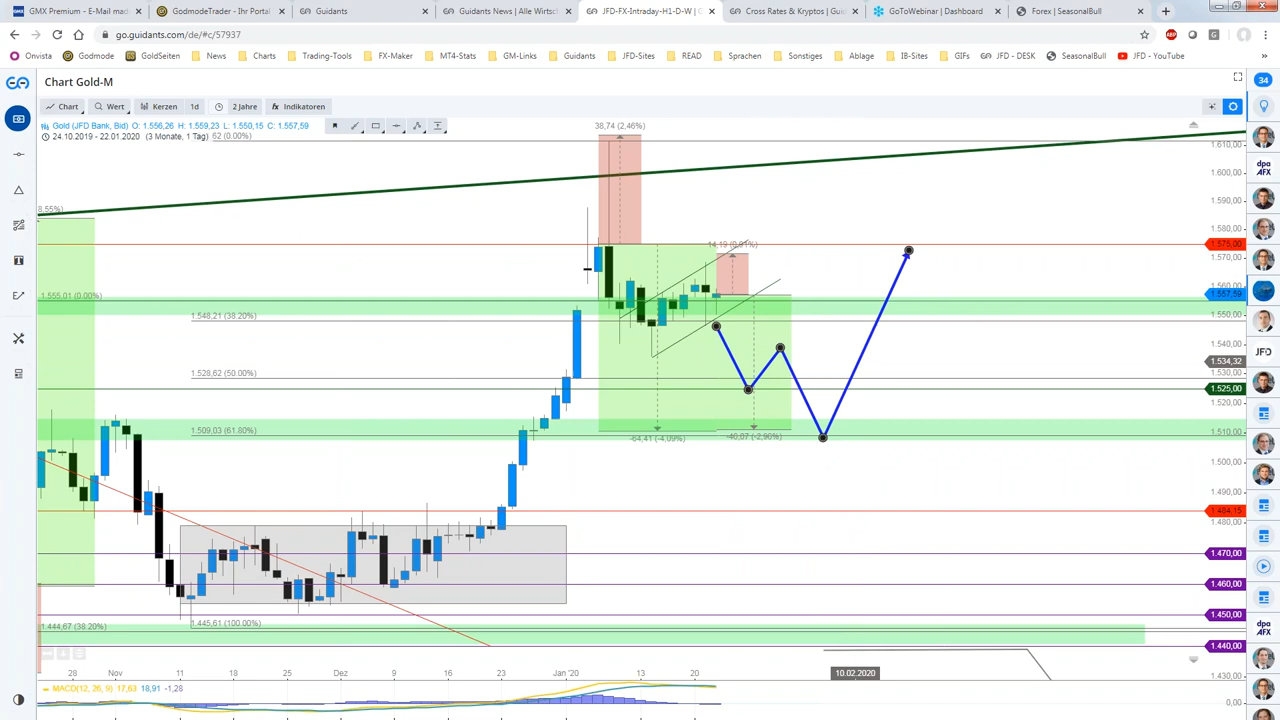 GMX Premium - E-Mail mad
GodmodeTrader - Ihr Portal
Guidants
Guidants News | Alle Wirtsch
JFD-FX-Intraday-H1-D-W | G
Cross Rates & Krypto | Guid
GoToWebinar | Dashboard
Forex | SeasonalBull
go.guidants.com/de/#c/57937
Onvista
Godmode
GoldSeiten
News
Charts
Trading-Tools
FX-Maker
MT4-Stats
GM-Links
Guidants
JFD-Sites
READ
Sprachen
Sonstiges
Ablage
IB-Sites
GIFs
JFD - DESK
SeasonalBull
JFD - YouTube
Chart Gold-M
34
Chart
Wert
Kerzen
1d
2 Jahre
fx Indikatoren
Gold (JFD Bank, Bid) O: 1.556,26 H: 1.559,23 L: 1.550,15 C: 1.557,59
24.10.2019 - 22.01.2020 (3 Monate, 1 Tag)
62 (0.00%)
38,74 (2,46%)
1.610,00
1.600,00
8,55%)
1.590,00
1.580,00
1.575,00
1.570,00
1.560,00
1.557,59
1.555,01 (0.00%)
1.550,00
1.548,21 (38.20%)
1.540,00
1.534,32
1.530,00
1.528,62 (50.00%)
1.525,00
1.520,00
1.510,00
1.509,03 (61.80%)
-64,41 (-4,09%)
1.500,00
1.490,00
1.484,15
1.480,00
1.470,00
1.460,00
1.450,00
1.445,61 (100.00%)
1.444,67 (38.20%)
1.440,00
1.430,00
28
Nov
11
18
25
Dez
9
16
23
Jan '20
13
20
10.02.2020
MACD(12, 26, 9) 17,63 18,91 -1,28
0,00
dpa
AFX
JFD
dpa
AFX